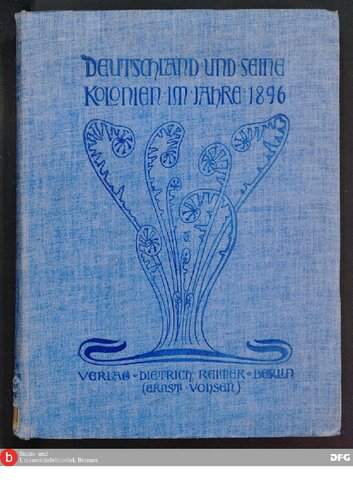 DEUTSCHLAND · UND · SEINE
KOLONIEN · IM · JAHRE · 1896
VERLAG · DIETRICH · REIMER · BERLIN
(ERNST · VOHSEN)
b
Staats- und
Universitätsbibliothek Bremen
DFG